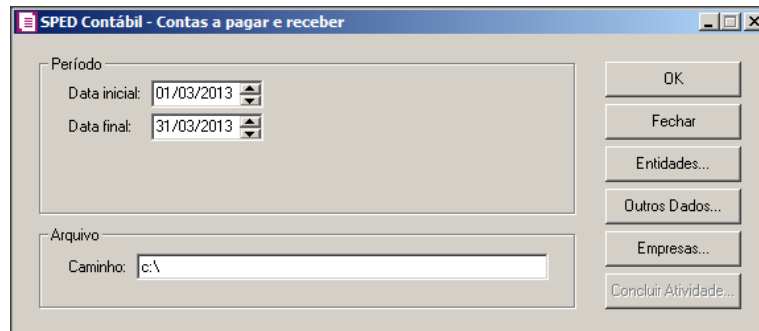 SPED Contábil - Contas a pagar e receber
Período
Data inicial: 01/03/2013
Data final: 31/03/2013
Arquivo
Caminho: c:\
OK
Fechar
Entidades...
Outros Dados...
Empresas...
Concluir Atividade...